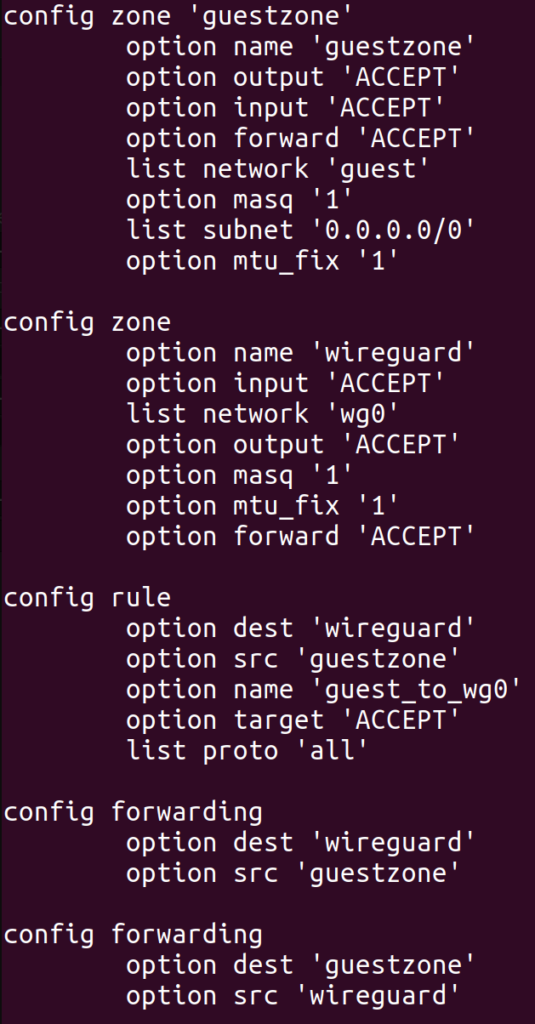 config zone 'guestzone'
        option name 'guestzone'
        option output 'ACCEPT'
        option input 'ACCEPT'
        option forward 'ACCEPT'
        list network 'guest'
        option masq '1'
        list subnet '0.0.0.0/0'
        option mtu_fix '1'

config zone
        option name 'wireguard'
        option input 'ACCEPT'
        list network 'wg0'
        option output 'ACCEPT'
        option masq '1'
        option mtu_fix '1'
        option forward 'ACCEPT'

config rule
        option dest 'wireguard'
        option src 'guestzone'
        option name 'guest_to_wg0'
        option target 'ACCEPT'
        list proto 'all'

config forwarding
        option dest 'wireguard'
        option src 'guestzone'

config forwarding
        option dest 'guestzone'
        option src 'wireguard'